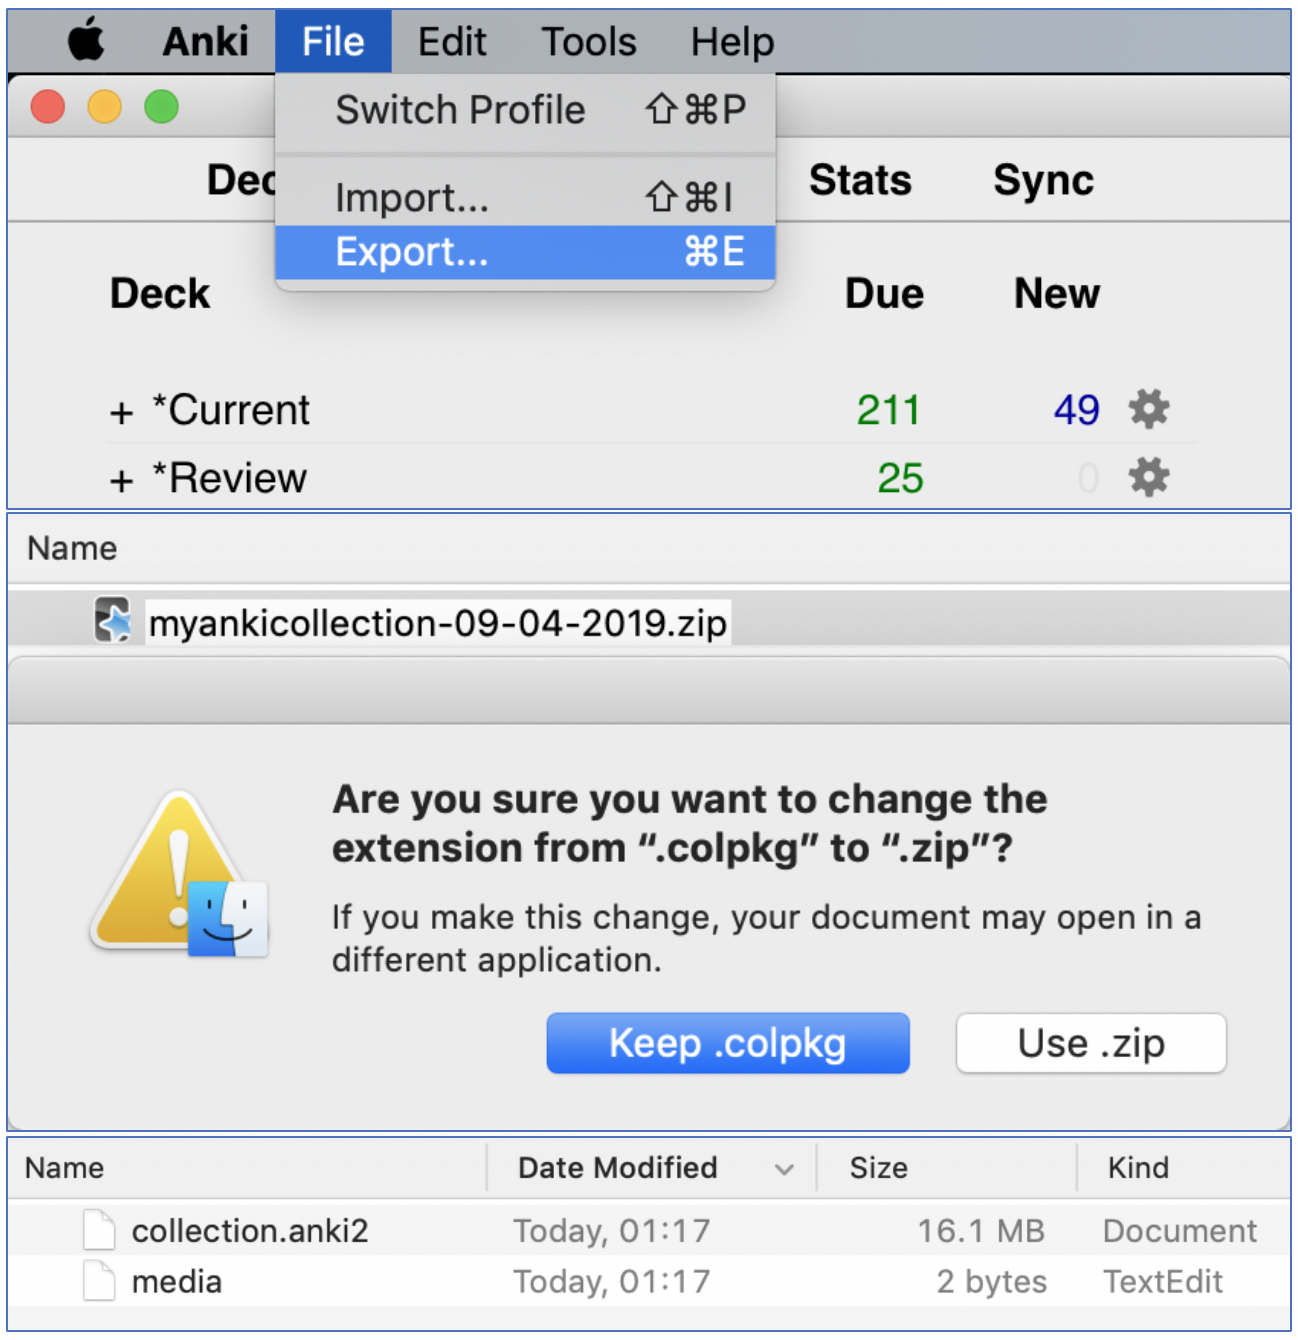 Anki File Edit Tools Help
Switch Profile ⇧⌘P
Dec Stats Sync
Import... ⇧⌘I
Export... ⌘E
Deck Due New
+ *Current 211 49
+ *Review 25 0
Name
myankicollection-09-04-2019.zip
Are you sure you want to change the
extension from “.colpkg” to “.zip”?
If you make this change, your document may open in a
different application.
Keep .colpkg Use .zip
Name Date Modified Size Kind
collection.anki2 Today, 01:17 16.1 MB Document
media Today, 01:17 2 bytes TextEdit